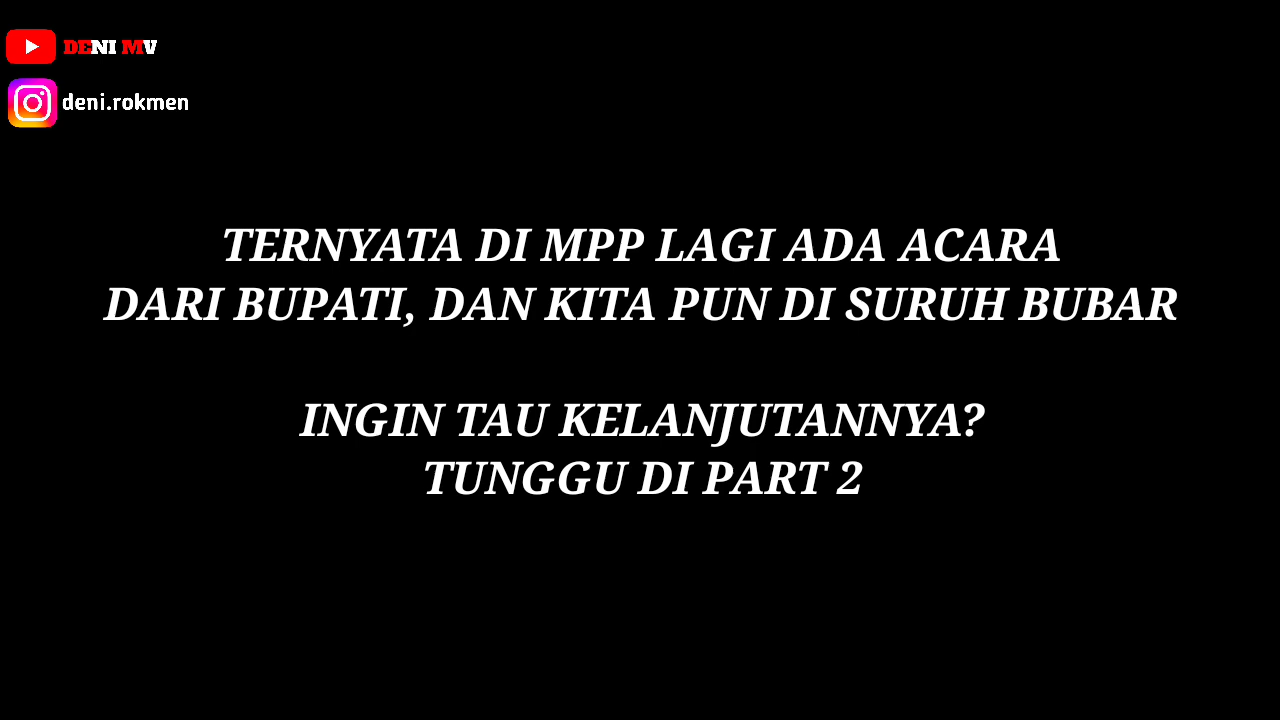 DENI MV
deni.rokmen
TERNYATA DI MPP LAGI ADA ACARA
DARI BUPATI, DAN KITA PUN DI SURUH BUBAR
INGIN TAU KELANJUTANNYA?
TUNGGU DI PART 2